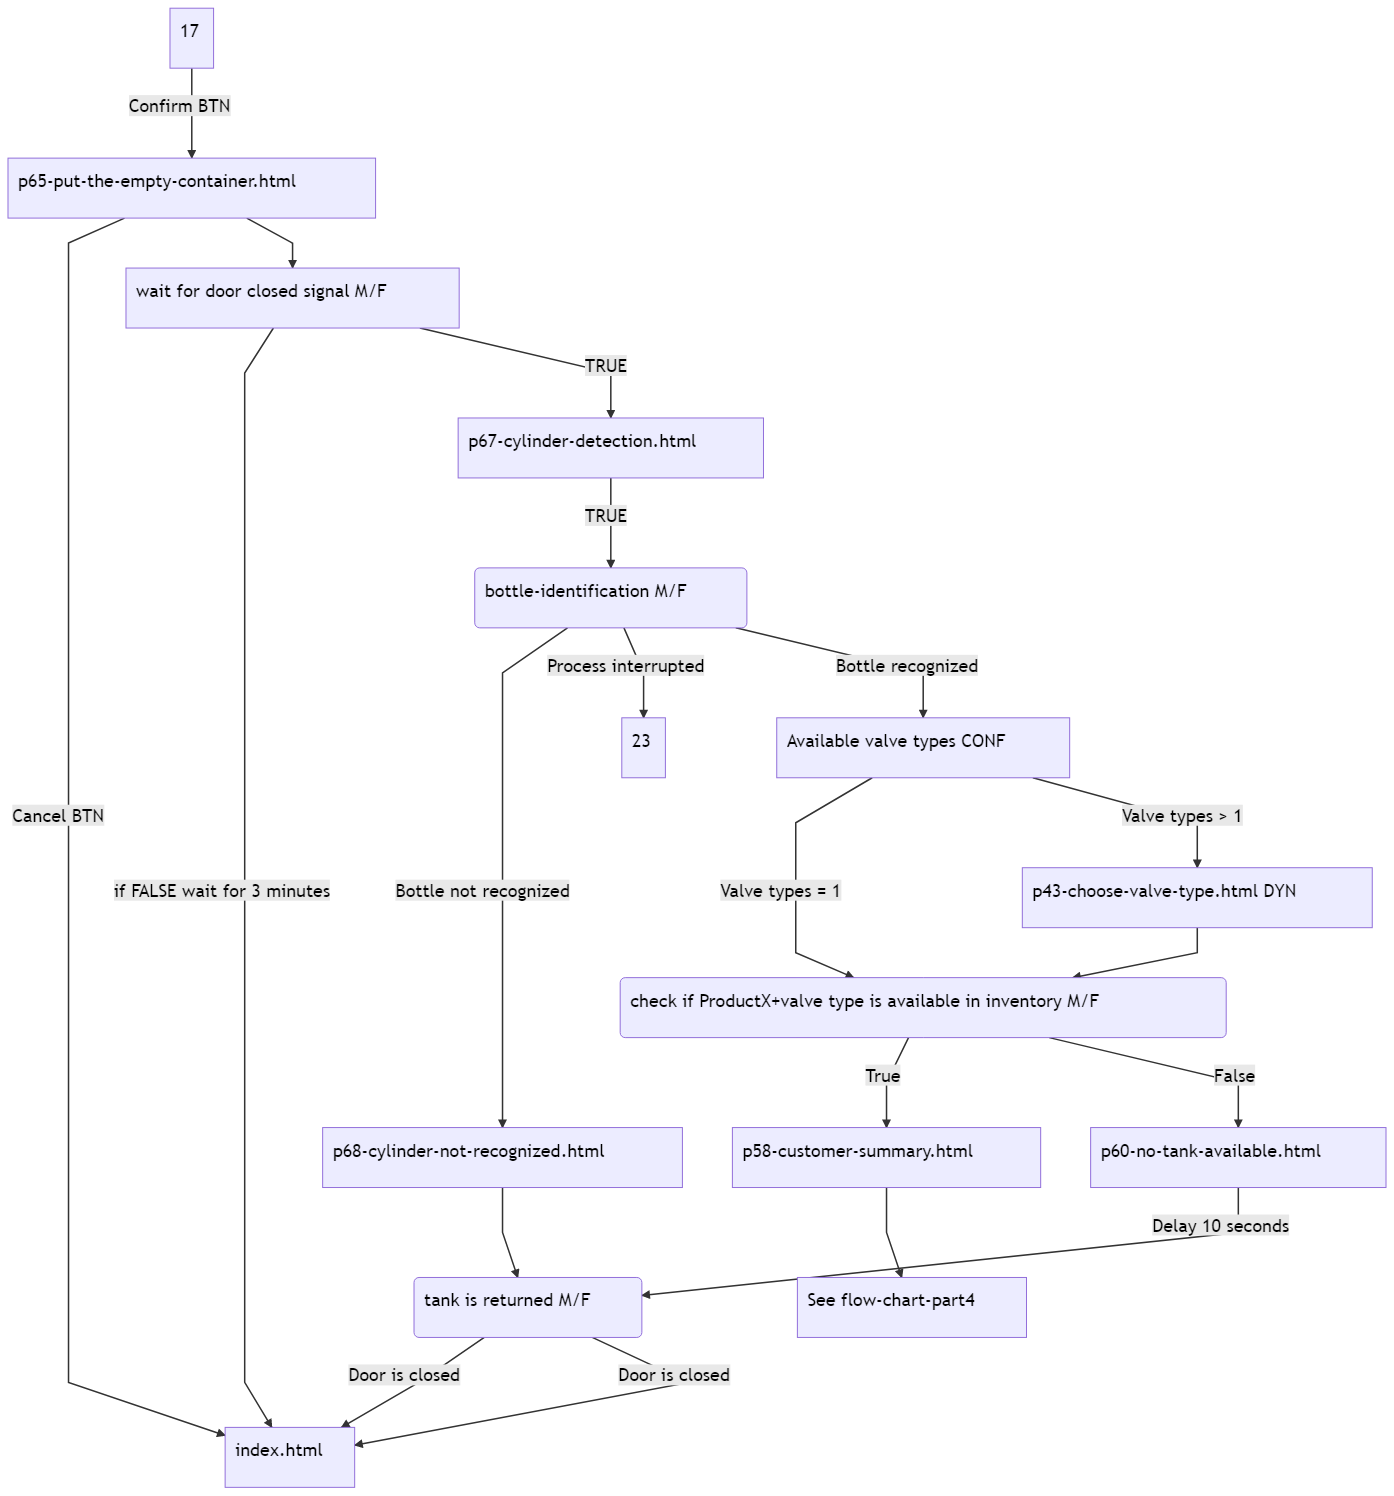 17
Confirm BTN
p65-put-the-empty-container.html
wait for door closed signal M/F
TRUE
p67-cylinder-detection.html
TRUE
bottle-identification M/F
Process interrupted
Bottle recognized
23
Available valve types CONF
Cancel BTN
Valve types > 1
if FALSE wait for 3 minutes
Bottle not recognized
Valve types = 1
p43-choose-valve-type.html DYN
check if ProductX+valve type is available in inventory M/F
True
False
p68-cylinder-not-recognized.html
p58-customer-summary.html
p60-no-tank-available.html
Delay 10 seconds
tank is returned M/F
See flow-chart-part4
Door is closed
Door is closed
index.html